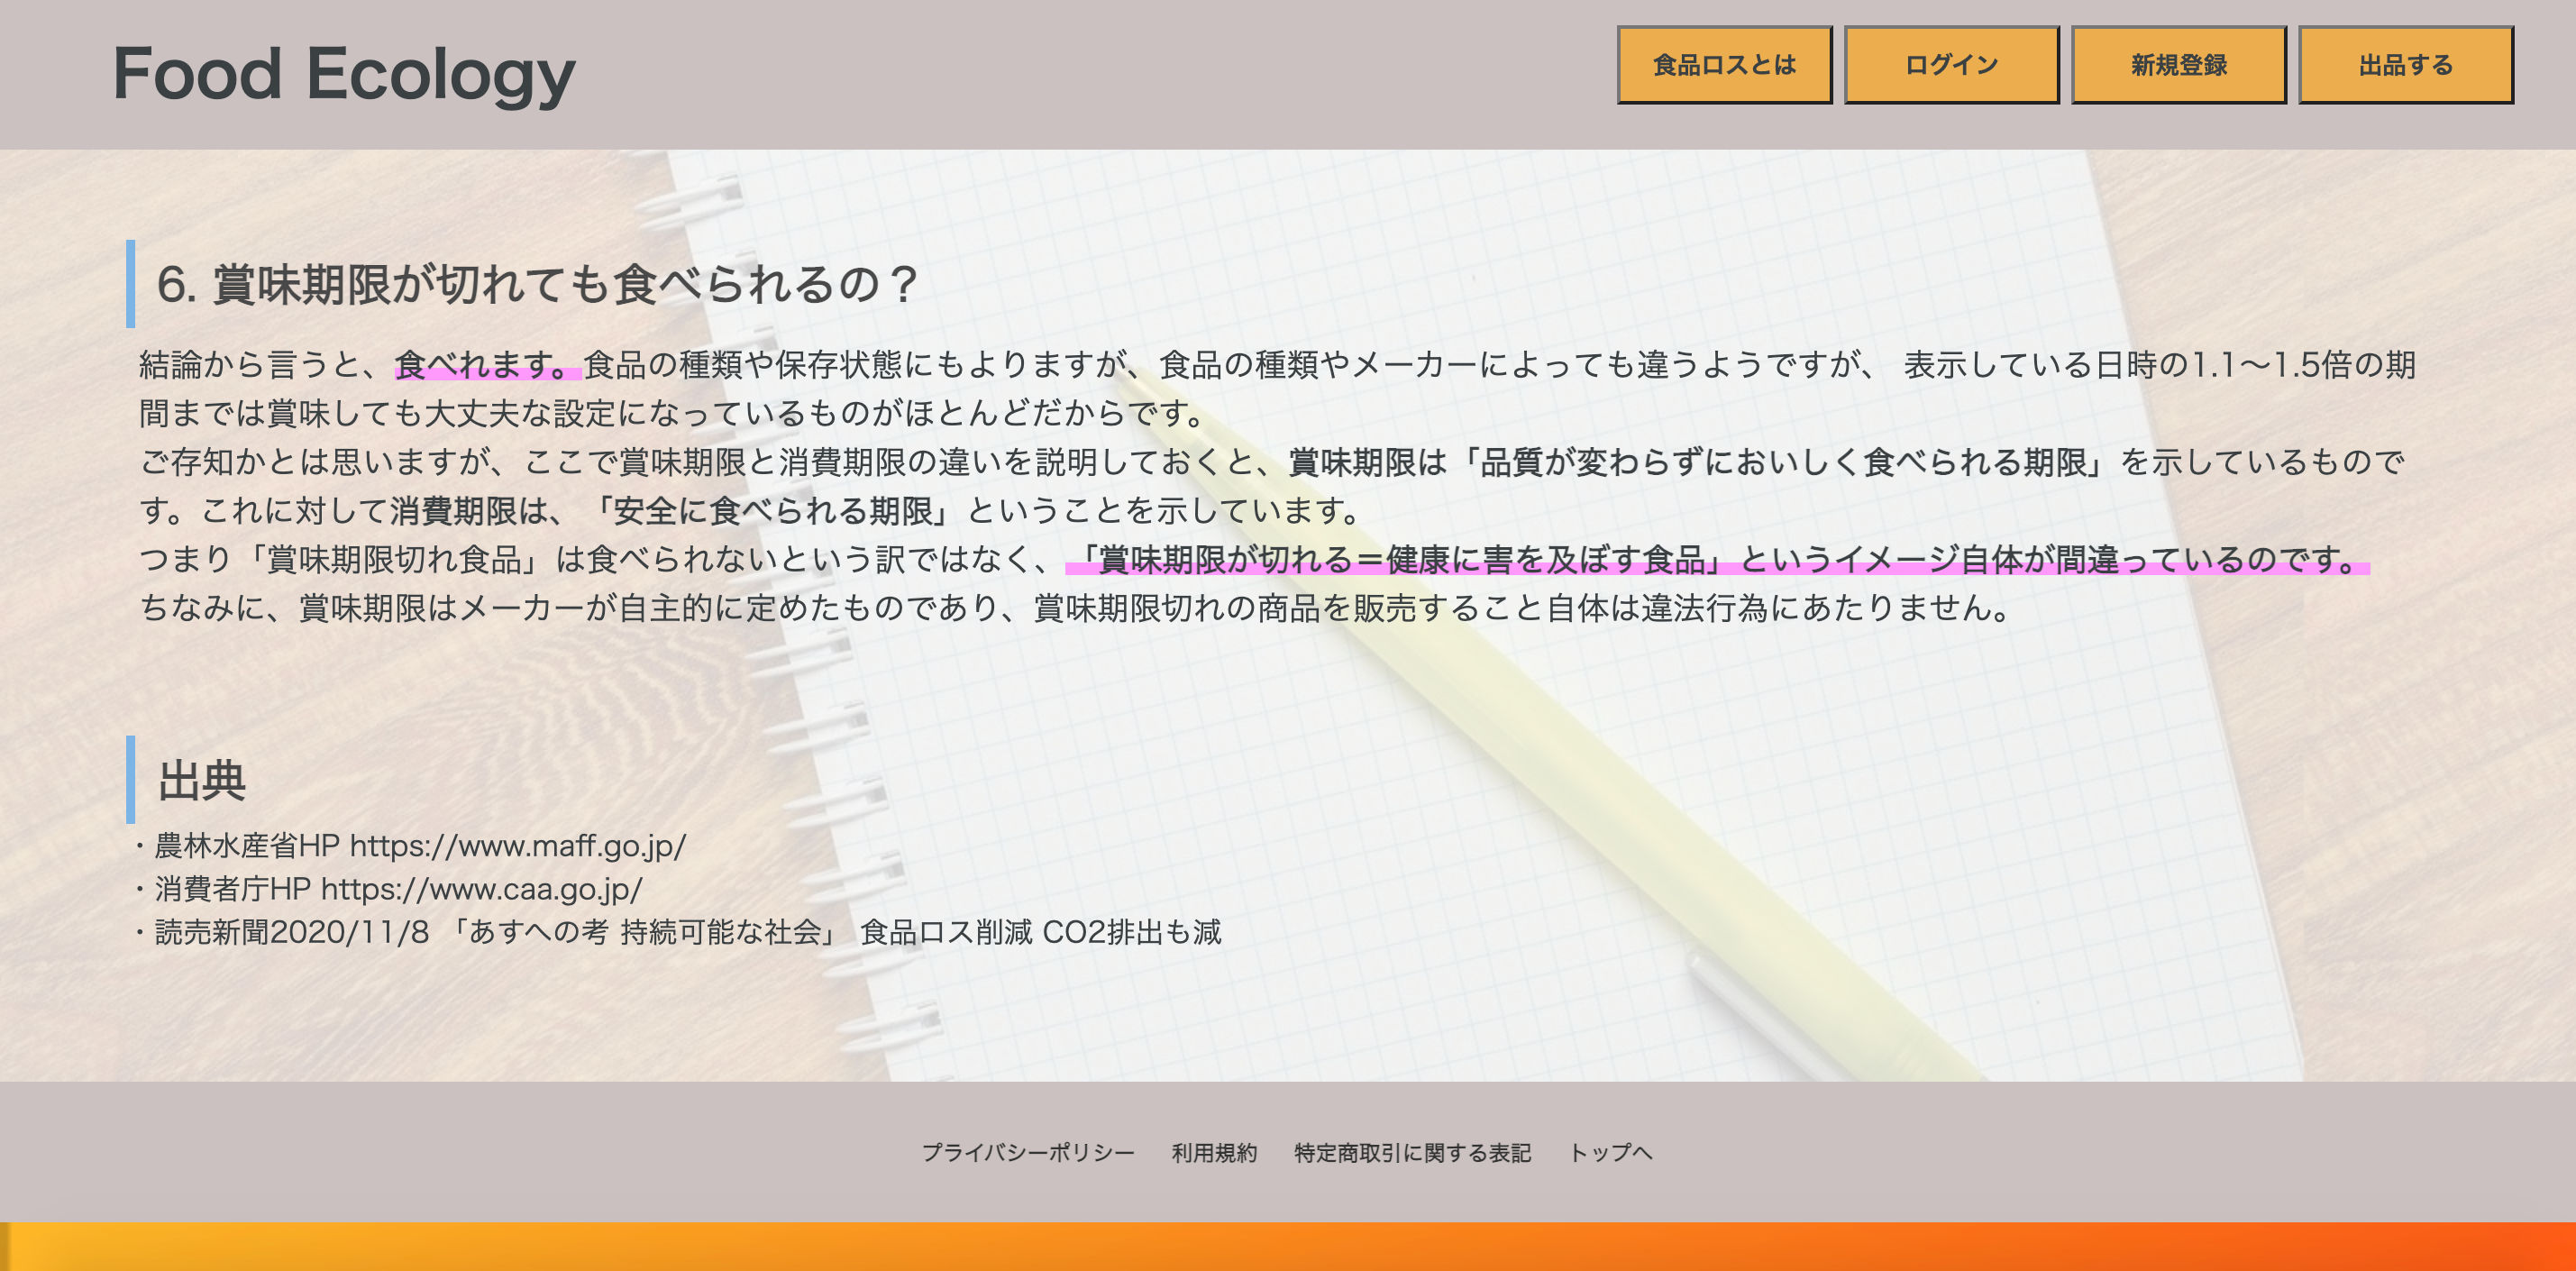 Food Ecology
食品ロスとは
ログイン
新規登録
出品する
6. 賞味期限が切れても食べられるの？
結論から言うと、食べれます。食品の種類や保存状態にもよりますが、食品の種類やメーカーによっても違うようですが、 表示している日時の1.1〜1.5倍の期
間までは賞味しても大丈夫な設定になっているものがほとんどだからです。
ご存知かとは思いますが、ここで賞味期限と消費期限の違いを説明しておくと、賞味期限は「品質が変わらずにおいしく食べられる期限」を示しているもので
す。これに対して消費期限は、「安全に食べられる期限」ということを示しています。
つまり「賞味期限切れ食品」は食べられないという訳ではなく、「賞味期限が切れる＝健康に害を及ぼす食品」というイメージ自体が間違っているのです。
ちなみに、賞味期限はメーカーが自主的に定めたものであり、賞味期限切れの商品を販売すること自体は違法行為にあたりません。
出典
・農林水産省HP https://www.maff.go.jp/
・消費者庁HP https://www.caa.go.jp/
・読売新聞2020/11/8 「あすへの考 持続可能な社会」 食品ロス削減 CO2排出も減
プライバシーポリシー 利用規約 特定商取引に関する表記 トップへ